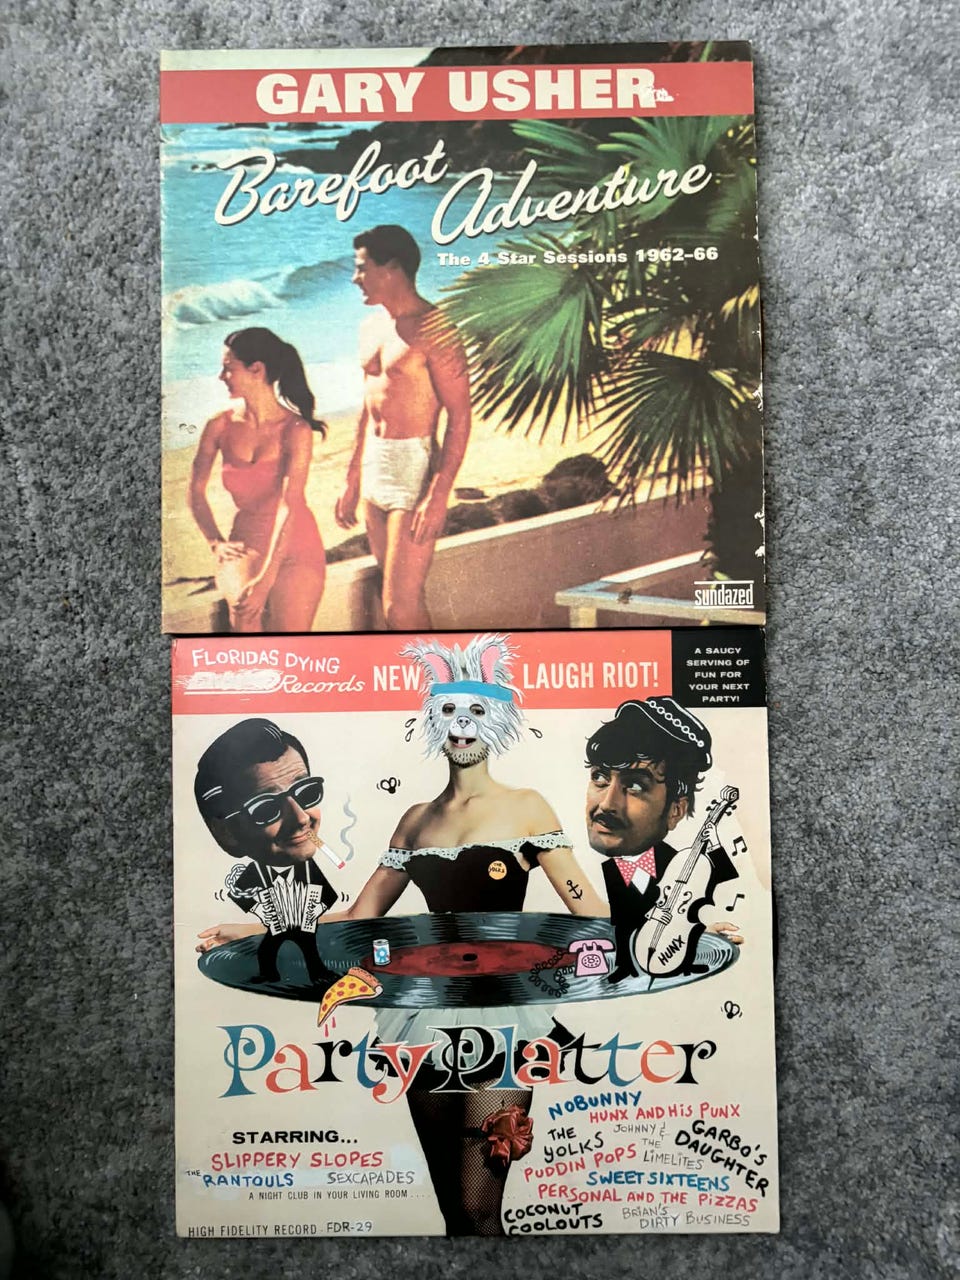 GARY USHER
Barefoot
Adventure
The 4 Star Sessions 1962-66
sundazed
FLORIDAS DYING
Records
NEW LAUGH RIOT!
A SAUCY
SERVING OF
FUN FOR
YOUR NEXT
PARTY!
THE
YOLKS
HUNX
Party Platter
STARRING...
SLIPPERY SLOPES
THE RANTOULS SEXCAPADES
A NIGHT CLUB IN YOUR LIVING ROOM....
NOBUNNY
HUNX AND HiS PUNX
THE YOLKS
JOHNNY &
THE LiMELiTES
GARBO'S
DAUGHTER
PUDDIN POPS
SWEET SIXTEENS
PERSONAL AND THE PiZZAS
COCONUT
COOLOUTS
BRiAN'S
DiRTY BUSiNESS
HIGH FIDELITY RECORD - FDR-29